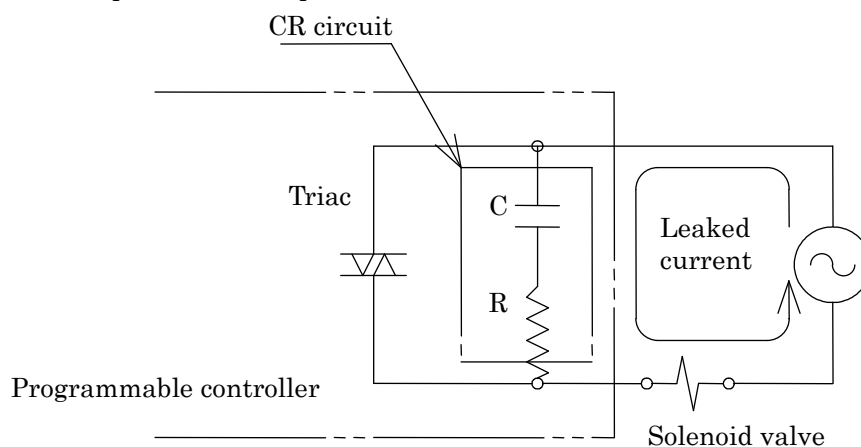 CR circuit
Triac
C
Leaked
current
R
Programmable controller
Solenoid valve